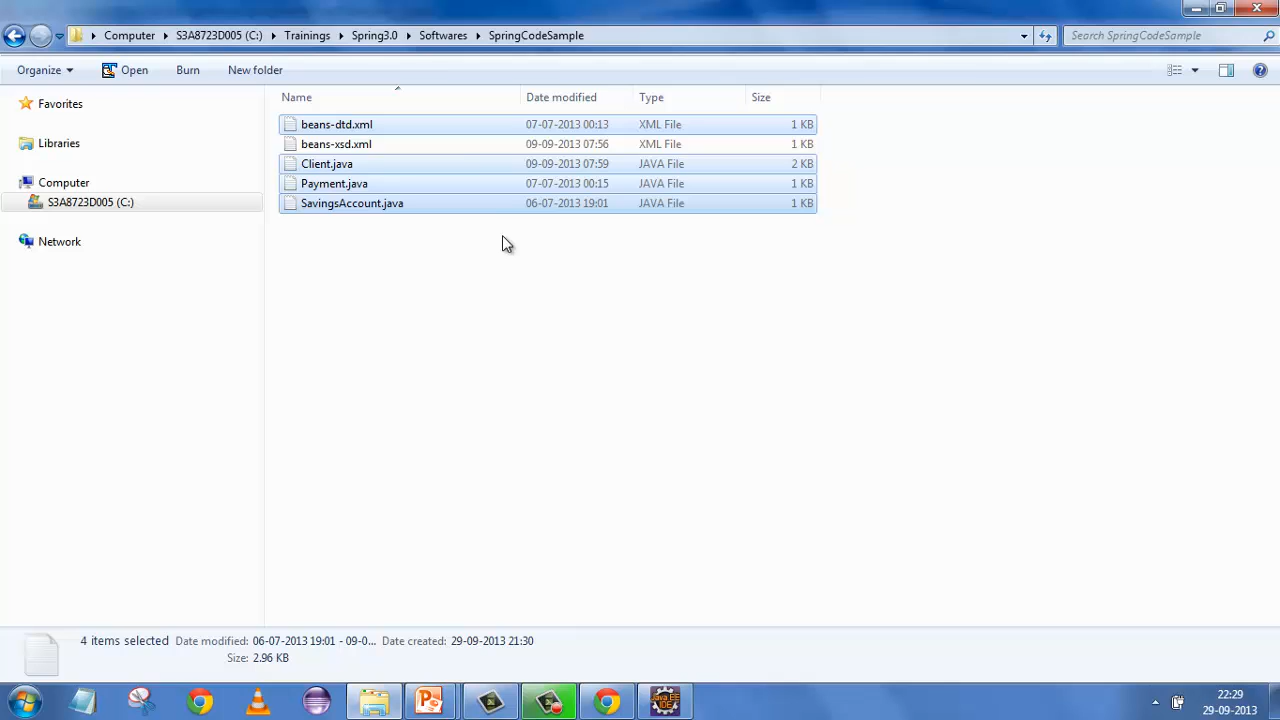 Computer S3A8723D005 (C:) Trainings Spring3.0 Softwares SpringCodeSample Search SpringCodeSample
Organize Open Burn New folder
Favorites
Libraries
Computer
S3A8723D005 (C:)
Network
Name Date modified Type Size
beans-dtd.xml 07-07-2013 00:13 XML File 1 KB
beans-xsd.xml 09-09-2013 07:56 XML File 1 KB
Client.java 09-09-2013 07:59 JAVA File 2 KB
Payment.java 07-07-2013 00:15 JAVA File 1 KB
SavingsAccount.java 06-07-2013 19:01 JAVA File 1 KB
4 items selected Date modified: 06-07-2013 19:01 - 09-0... Date created: 29-09-2013 21:30
Size: 2.96 KB
Java EE
IDE
22:29
29-09-2013